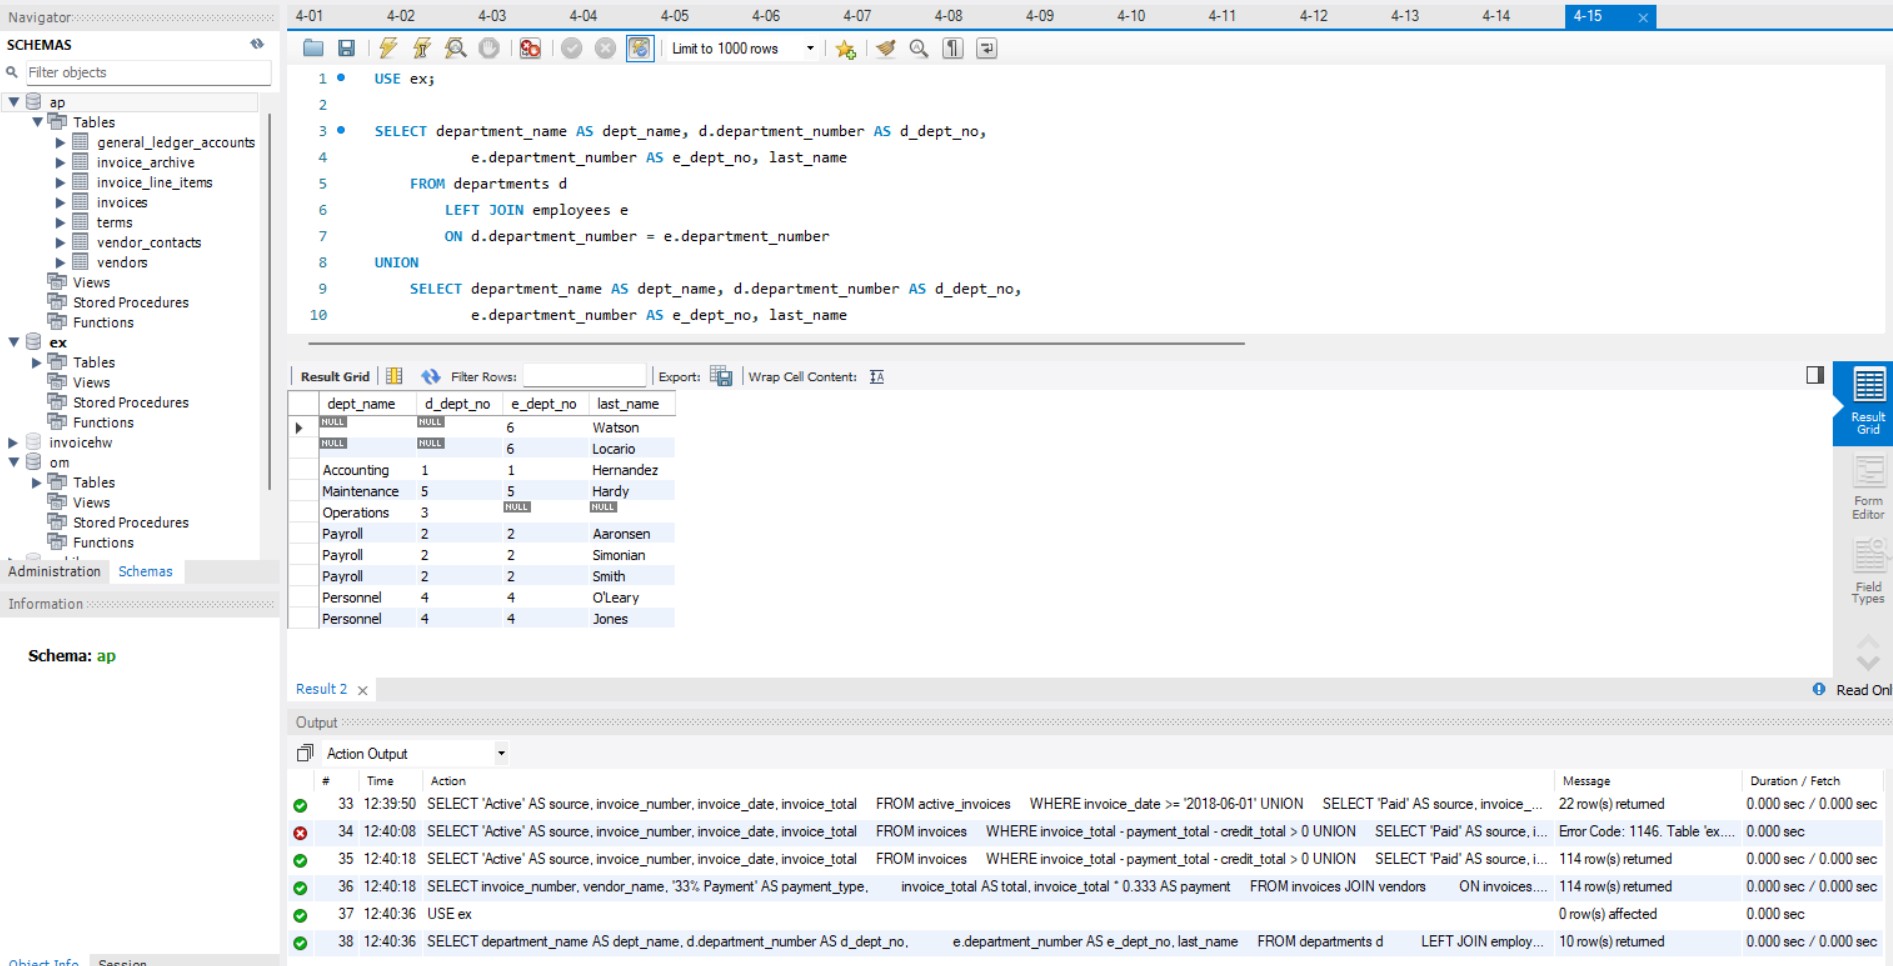 Navigator
4-01 4-02 4-03 4-04 4-05 4-06 4-07 4-08 4-09 4-10 4-11 4-12 4-13 4-14 4-15
SCHEMAS
Filter objects
ap
Tables
general_ledger_accounts
invoice_archive
invoice_line_items
invoices
terms
vendor_contacts
vendors
Views
Stored Procedures
Functions
ex
Tables
Views
Stored Procedures
Functions
invoicehw
om
Tables
Views
Stored Procedures
Functions
Administration Schemas
Information
Schema: ap
Object Info Session
Limit to 1000 rows
1 USE ex;
2
3 SELECT department_name AS dept_name, d.department_number AS d_dept_no,
4 e.department_number AS e_dept_no, last_name
5 FROM departments d
6 LEFT JOIN employees e
7 ON d.department_number = e.department_number
8 UNION
9 SELECT department_name AS dept_name, d.department_number AS d_dept_no,
10 e.department_number AS e_dept_no, last_name
Result Grid Filter Rows: Export: Wrap Cell Content: IA
dept_name d_dept_no e_dept_no last_name
NULL NULL 6 Watson
NULL NULL 6 Locario
Accounting 1 1 Hernandez
Maintenance 5 5 Hardy
Operations 3 NULL NULL
Payroll 2 2 Aaronsen
Payroll 2 2 Simonian
Payroll 2 2 Smith
Personnel 4 4 O'Leary
Personnel 4 4 Jones
Result
Grid
Form
Editor
Field
Types
Result 2
Read Onl
Output
Action Output
# Time Action Message Duration / Fetch
33 12:39:50 SELECT 'Active' AS source, invoice_number, invoice_date, invoice_total FROM active_invoices WHERE invoice_date >= '2018-06-01' UNION SELECT 'Paid' AS source, invoice_... 22 row(s) returned 0.000 sec / 0.000 sec
34 12:40:08 SELECT 'Active' AS source, invoice_number, invoice_date, invoice_total FROM invoices WHERE invoice_total - payment_total - credit_total > 0 UNION SELECT 'Paid' AS source, i... Error Code: 1146. Table 'ex.... 0.000 sec
35 12:40:18 SELECT 'Active' AS source, invoice_number, invoice_date, invoice_total FROM invoices WHERE invoice_total - payment_total - credit_total > 0 UNION SELECT 'Paid' AS source, i... 114 row(s) returned 0.000 sec / 0.000 sec
36 12:40:18 SELECT invoice_number, vendor_name, '33% Payment' AS payment_type, invoice_total AS total, invoice_total * 0.333 AS payment FROM invoices JOIN vendors ON invoices.... 114 row(s) returned 0.000 sec / 0.000 sec
37 12:40:36 USE ex 0 row(s) affected 0.000 sec
38 12:40:36 SELECT department_name AS dept_name, d.department_number AS d_dept_no, e.department_number AS e_dept_no, last_name FROM departments d LEFT JOIN employ... 10 row(s) returned 0.000 sec / 0.000 sec